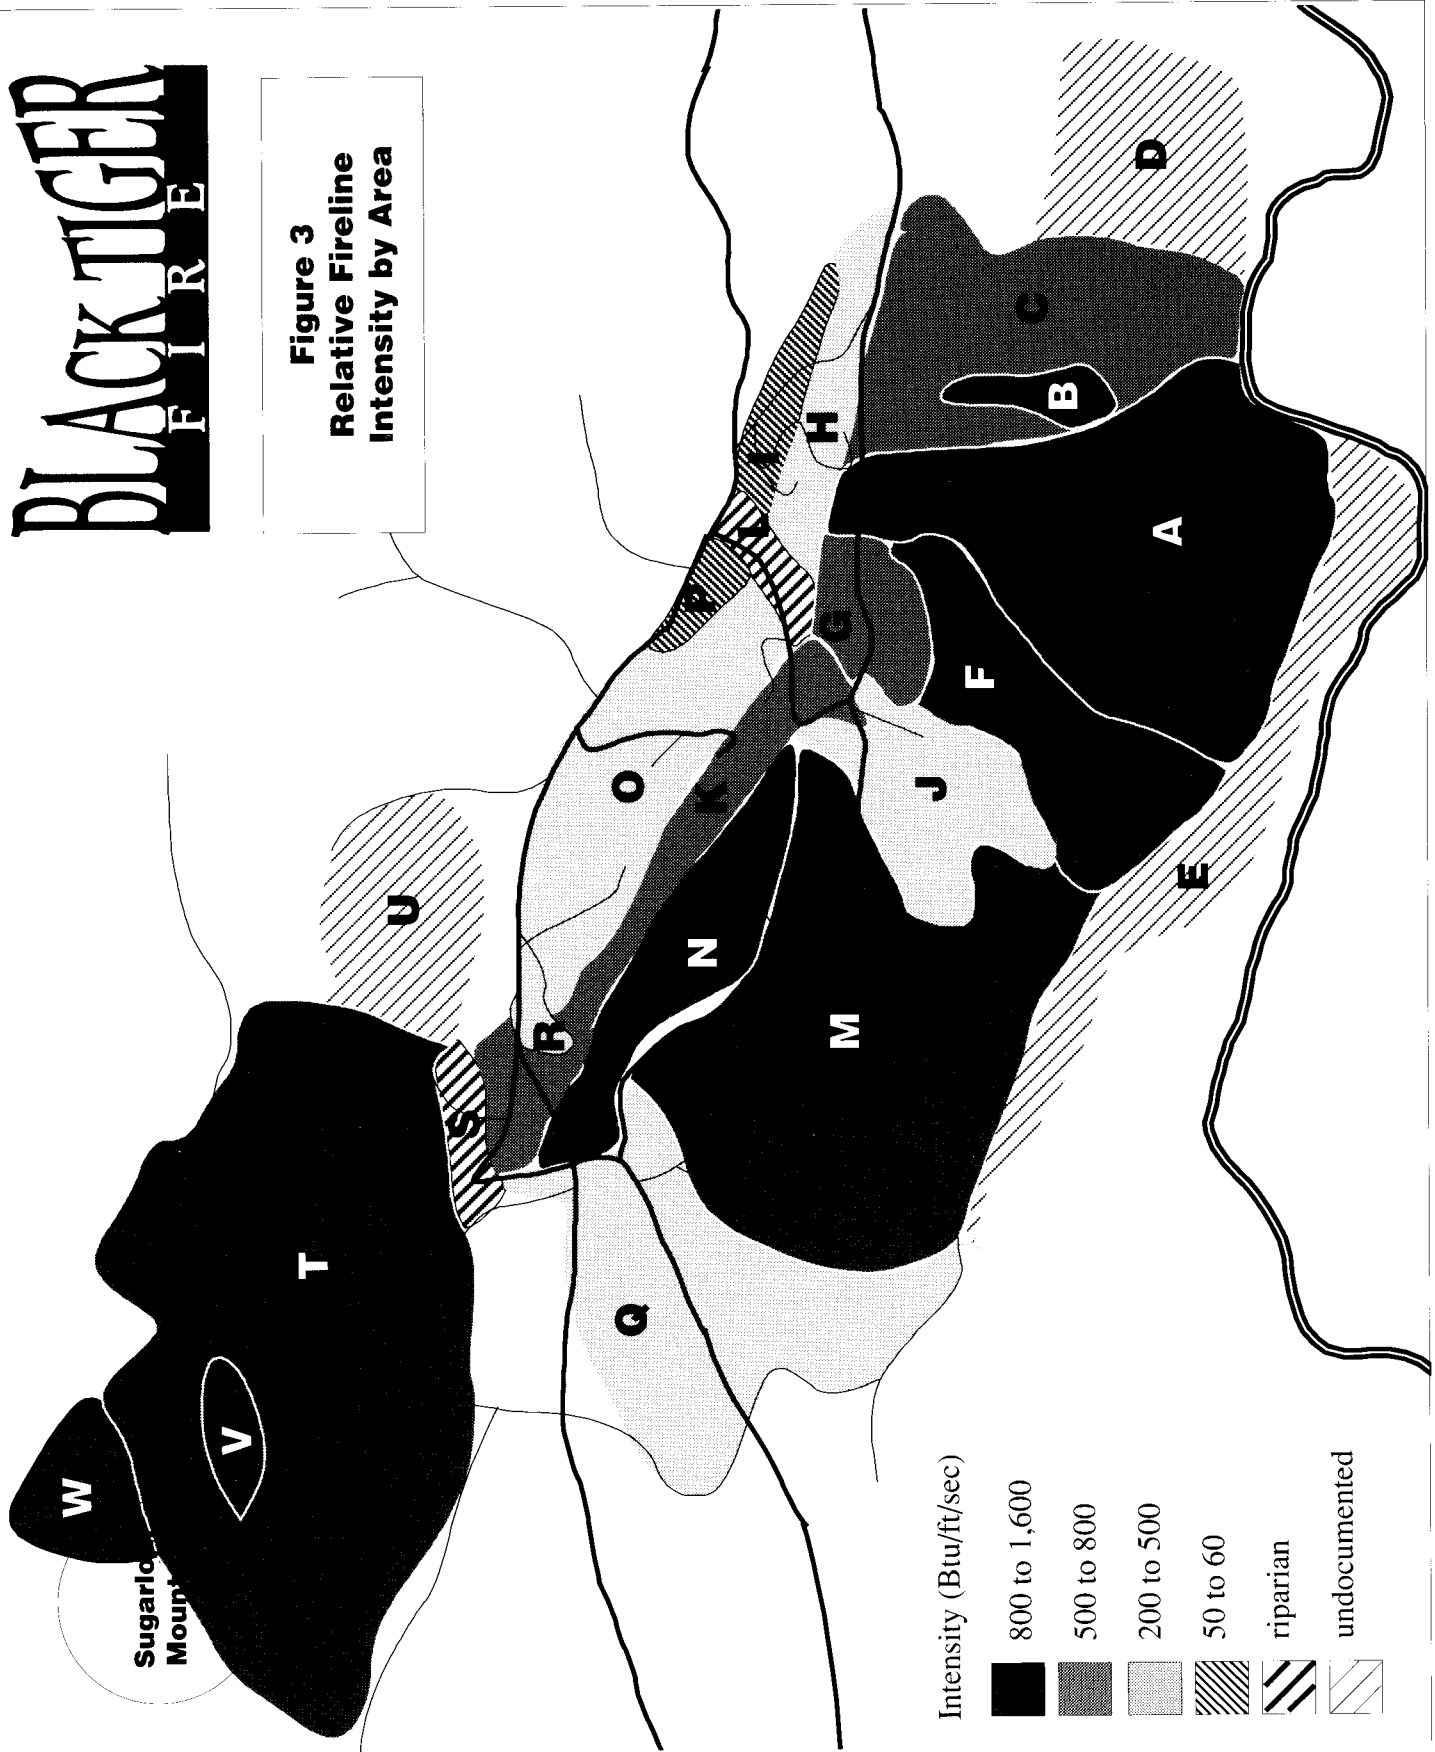 BLACK TIGER
FIRE
Figure 3
Relative Fireline
Intensity by Area
W
V
T
S
U
R
O
P
L
I
H
K
G
N
M
Q
J
F
A
B
C
D
E
Intensity (Btu/ft/sec)
800 to 1,600
500 to 800
200 to 500
50 to 60
riparian
undocumented